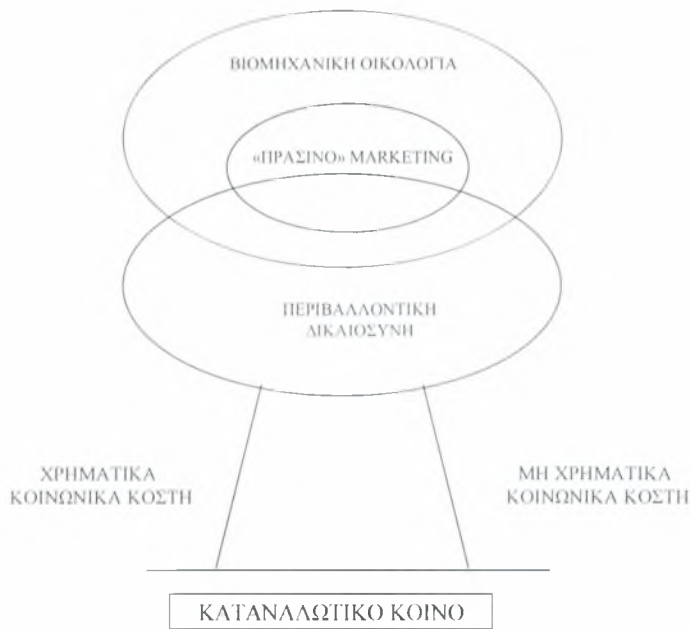 ΒΙΟΜΗΧΑΝΙΚΗ ΟΙΚΟΛΟΓΙΑ
«ΠΡΑΣΙΝΟ» MARKETING
ΠΕΡΙΒΑΛΛΟΝΤΙΚΗ
ΔΙΚΑΙΟΣΥΝΗ
ΧΡΗΜΑΤΙΚΑ
ΚΟΙΝΩΝΙΚΑ ΚΟΣΤΗ
ΜΗ ΧΡΗΜΑΤΙΚΑ
ΚΟΙΝΩΝΙΚΑ ΚΟΣΤΗ
ΚΑΤΑΝΑΛΩΤΙΚΟ ΚΟΙΝΟ